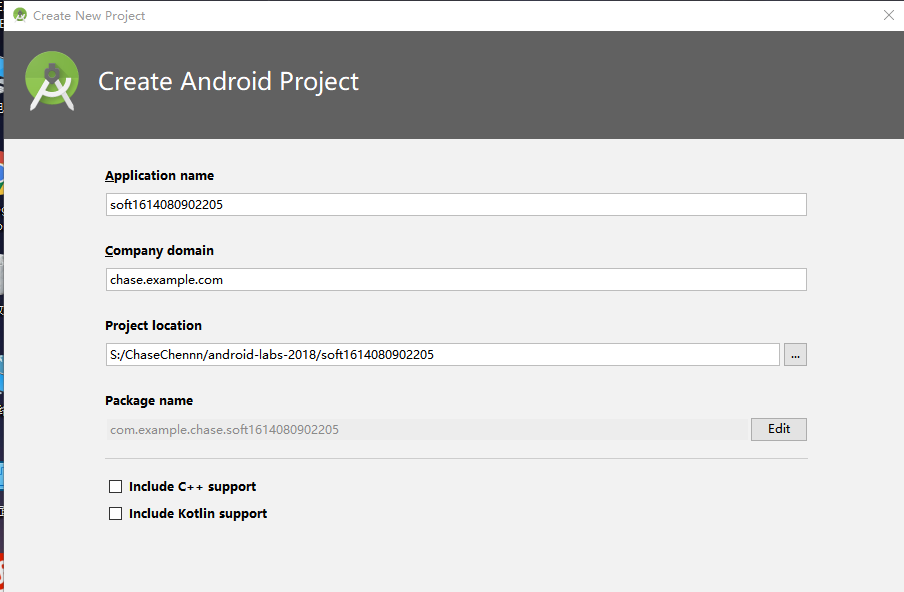 Create New Project
Create Android Project
Application name
soft1614080902205
Company domain
chase.example.com
Project location
S:/ChaseChennn/android-labs-2018/soft1614080902205
...
Package name
com.example.chase.soft1614080902205
Edit
Include C++ support
Include Kotlin support